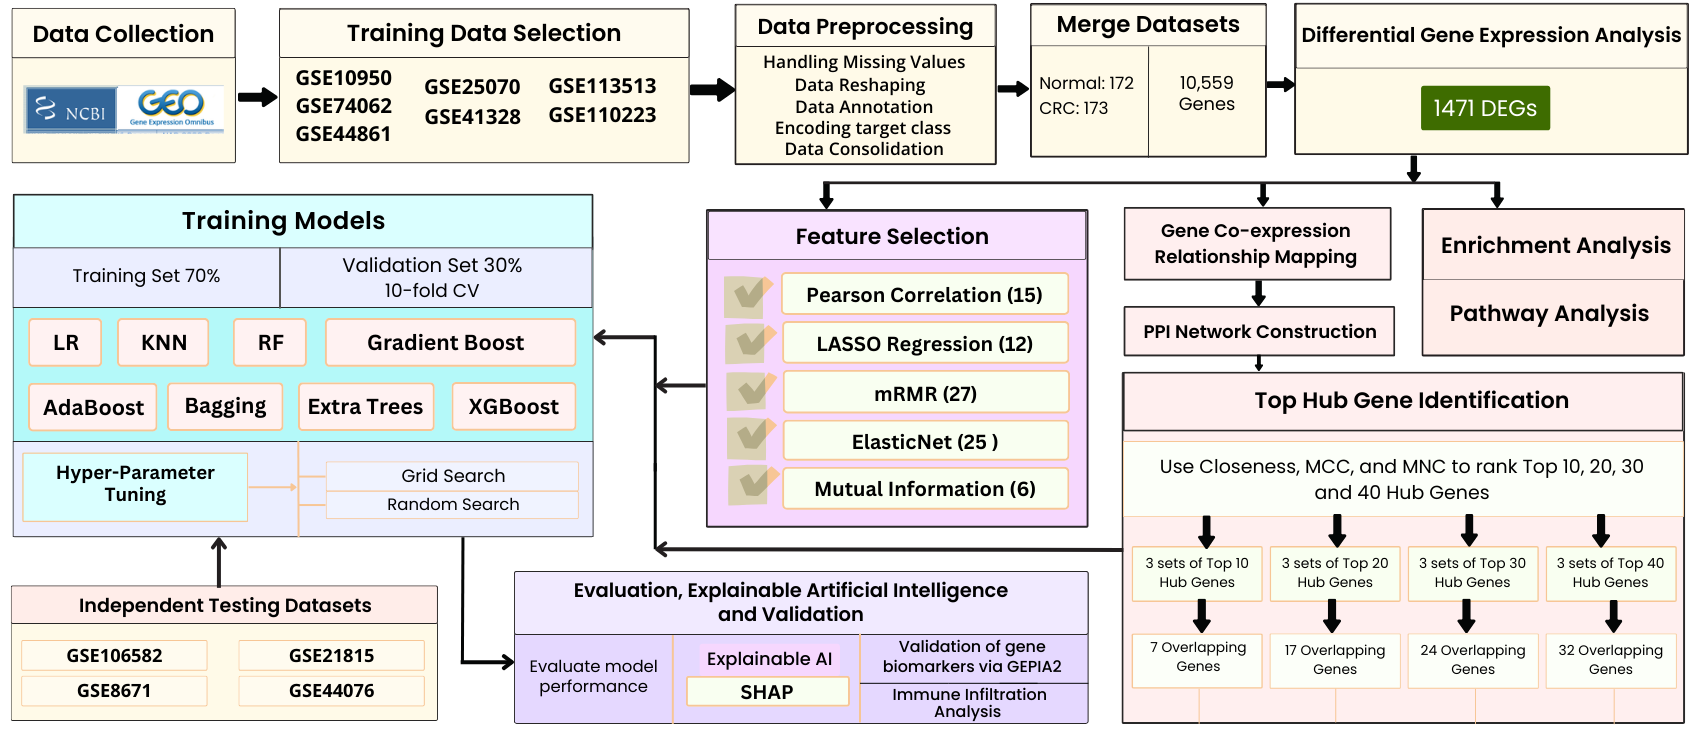 Data Collection
NCBI
GEO
Gene Expression Omnibus
Training Data Selection
GSE10950
GSE74062
GSE44861
GSE25070
GSE41328
GSE113513
GSE110223
Data Preprocessing
Handling Missing Values
Data Reshaping
Data Annotation
Encoding target class
Data Consolidation
Merge Datasets
Normal: 172
CRC: 173
10,559
Genes
Differential Gene Expression Analysis
1471 DEGs
Training Models
Training Set 70%
Validation Set 30%
10-fold CV
LR
KNN
RF
Gradient Boost
AdaBoost
Bagging
Extra Trees
XGBoost
Hyper-Parameter
Tuning
Grid Search
Random Search
Feature Selection
Pearson Correlation (15)
LASSO Regression (12)
mRMR (27)
ElasticNet (25 )
Mutual Information (6)
Gene Co-expression
Relationship Mapping
PPI Network Construction
Enrichment Analysis
Pathway Analysis
Top Hub Gene Identification
Use Closeness, MCC, and MNC to rank Top 10, 20, 30
and 40 Hub Genes
3 sets of Top 10
Hub Genes
3 sets of Top 20
Hub Genes
3 sets of Top 30
Hub Genes
3 sets of Top 40
Hub Genes
7 Overlapping
Genes
17 Overlapping
Genes
24 Overlapping
Genes
32 Overlapping
Genes
Independent Testing Datasets
GSE106582
GSE21815
GSE8671
GSE44076
Evaluation, Explainable Artificial Intelligence
and Validation
Evaluate model
performance
Explainable AI
SHAP
Validation of gene
biomarkers via GEPIA2
Immune Infiltration
Analysis